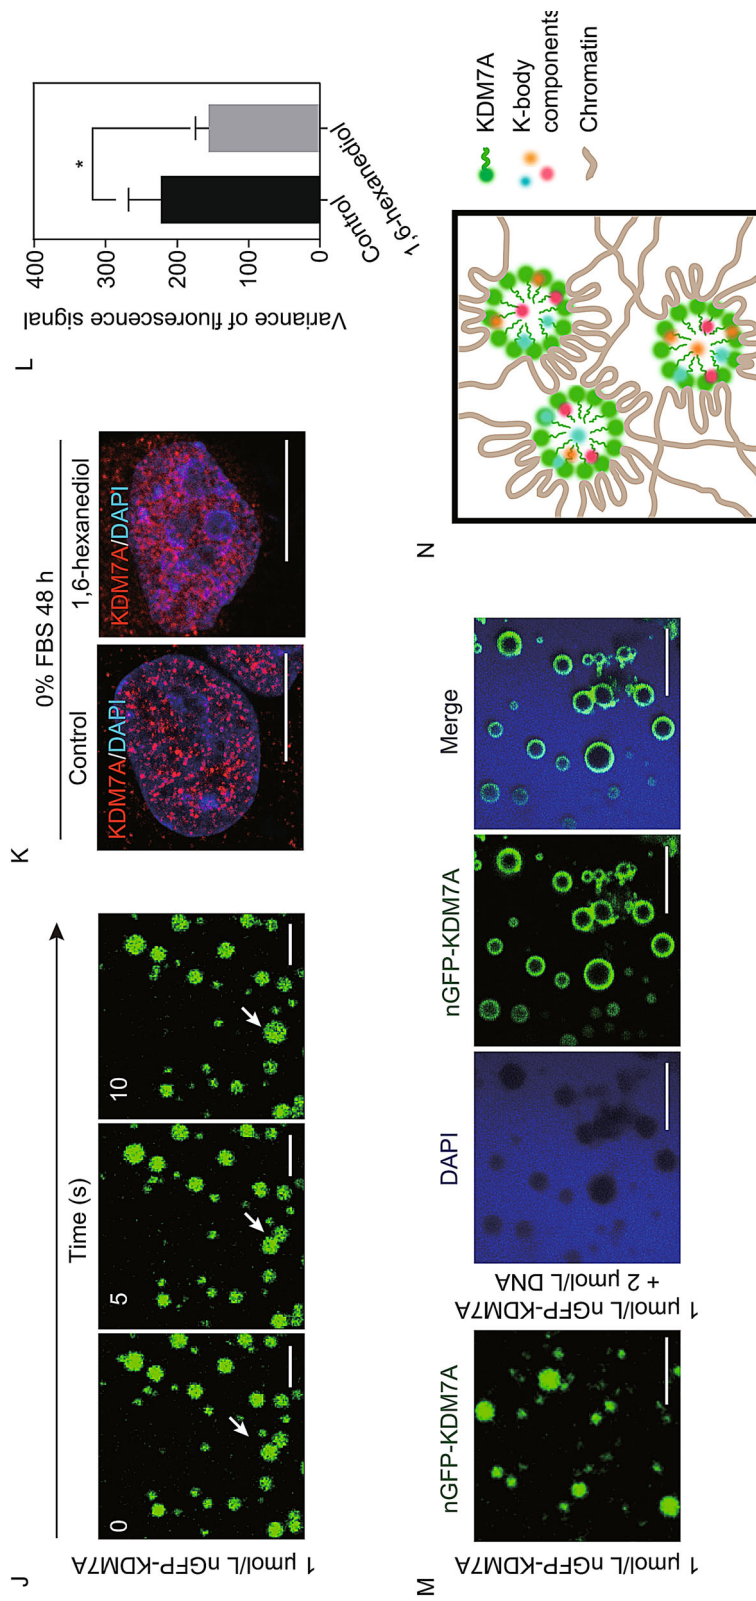 J
Time (s)
1 µmol/L nGFP-KDM7A
0
5
10
K
0% FBS 48 h
Control
1,6-hexanediol
KDM7A/DAPI
KDM7A/DAPI
L
Variance of fluorescence signal
400
300
200
100
0
*
Control
1,6-hexanediol
M
nGFP-KDM7A
1 µmol/L nGFP-KDM7A
1 µmol/L nGFP-KDM7A
+ 2 µmol/L DNA
DAPI
nGFP-KDM7A
Merge
N
KDM7A
K-body
components
Chromatin